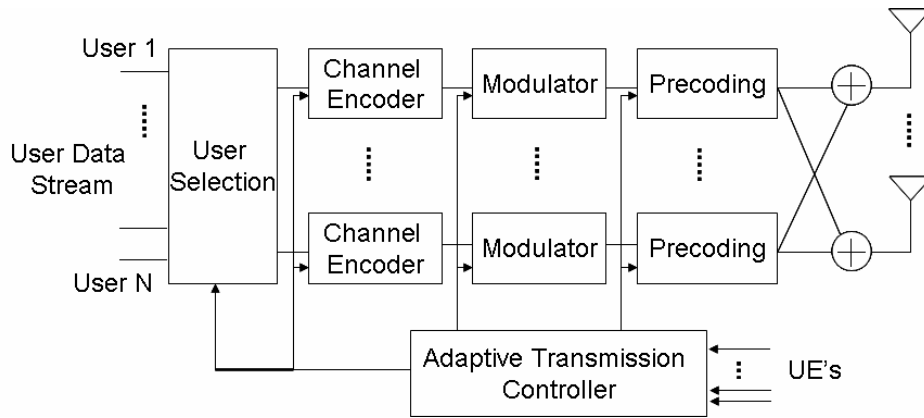 User 1
User Data
Stream
User N
User
Selection
Channel
Encoder
Modulator
Precoding
Channel
Encoder
Modulator
Precoding
Adaptive Transmission
Controller
UE's